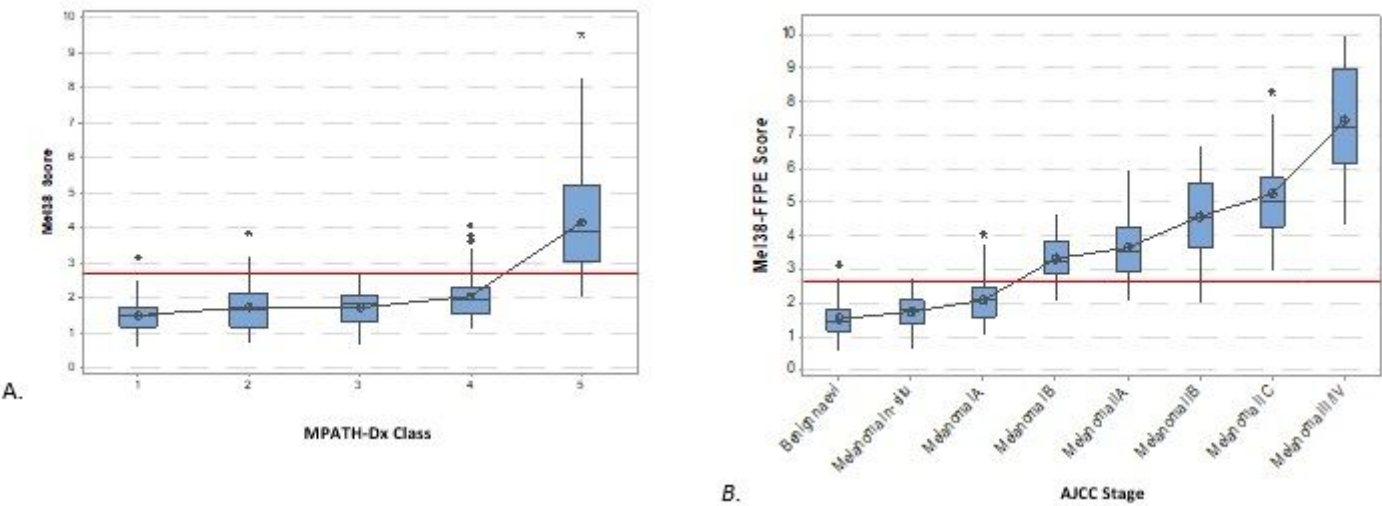 10
9
8
7
6
5
4
3
2
1
0
Mel38 Score
1 2 3 4 5
MPATH-Dx Class
A.
10
9
8
7
6
5
4
3
2
1
0
Mel38-FFPE Score
Benign nevi
Melanoma In-situ
Melanoma IA
Melanoma IB
Melanoma IIA
Melanoma IIB
Melanoma II C
Melanoma III/IV
AJCC Stage
B.